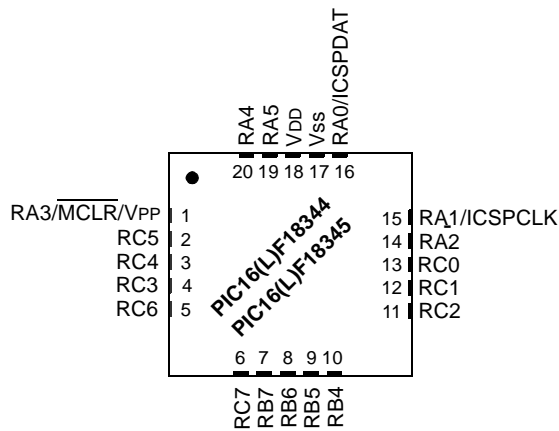 RA4
RA5
VDD
Vss
RA0/ICSPDAT
20 19 18 17 16
RA3/MCLR/VPP 1
RC5 2
RC4 3
RC3 4
RC6 5
PIC16(L)F18344
PIC16(L)F18345
15 RA1/ICSPCLK
14 RA2
13 RC0
12 RC1
11 RC2
6 7 8 9 10
RC7
RB7
RB6
RB5
RB4